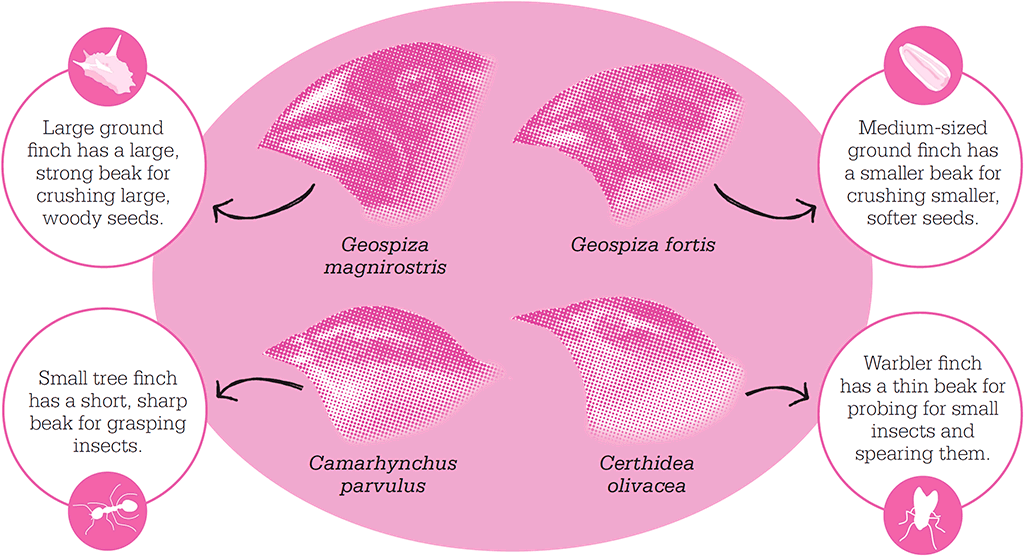 Large ground
finch has a large,
strong beak for
crushing large,
woody seeds.
Geospiza
magnirostris
Geospiza fortis
Medium-sized
ground finch has
a smaller beak for
crushing smaller,
softer seeds.
Small tree finch
has a short, sharp
beak for grasping
insects.
Camarhynchus
parvulus
Certhidea
olivacea
Warbler finch
has a thin beak for
probing for small
insects and
spearing them.